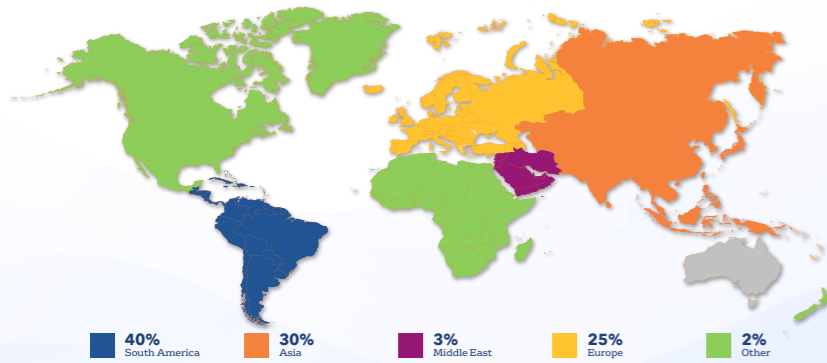 40%
South America
30%
Asia
3%
Middle East
25%
Europe
2%
Other